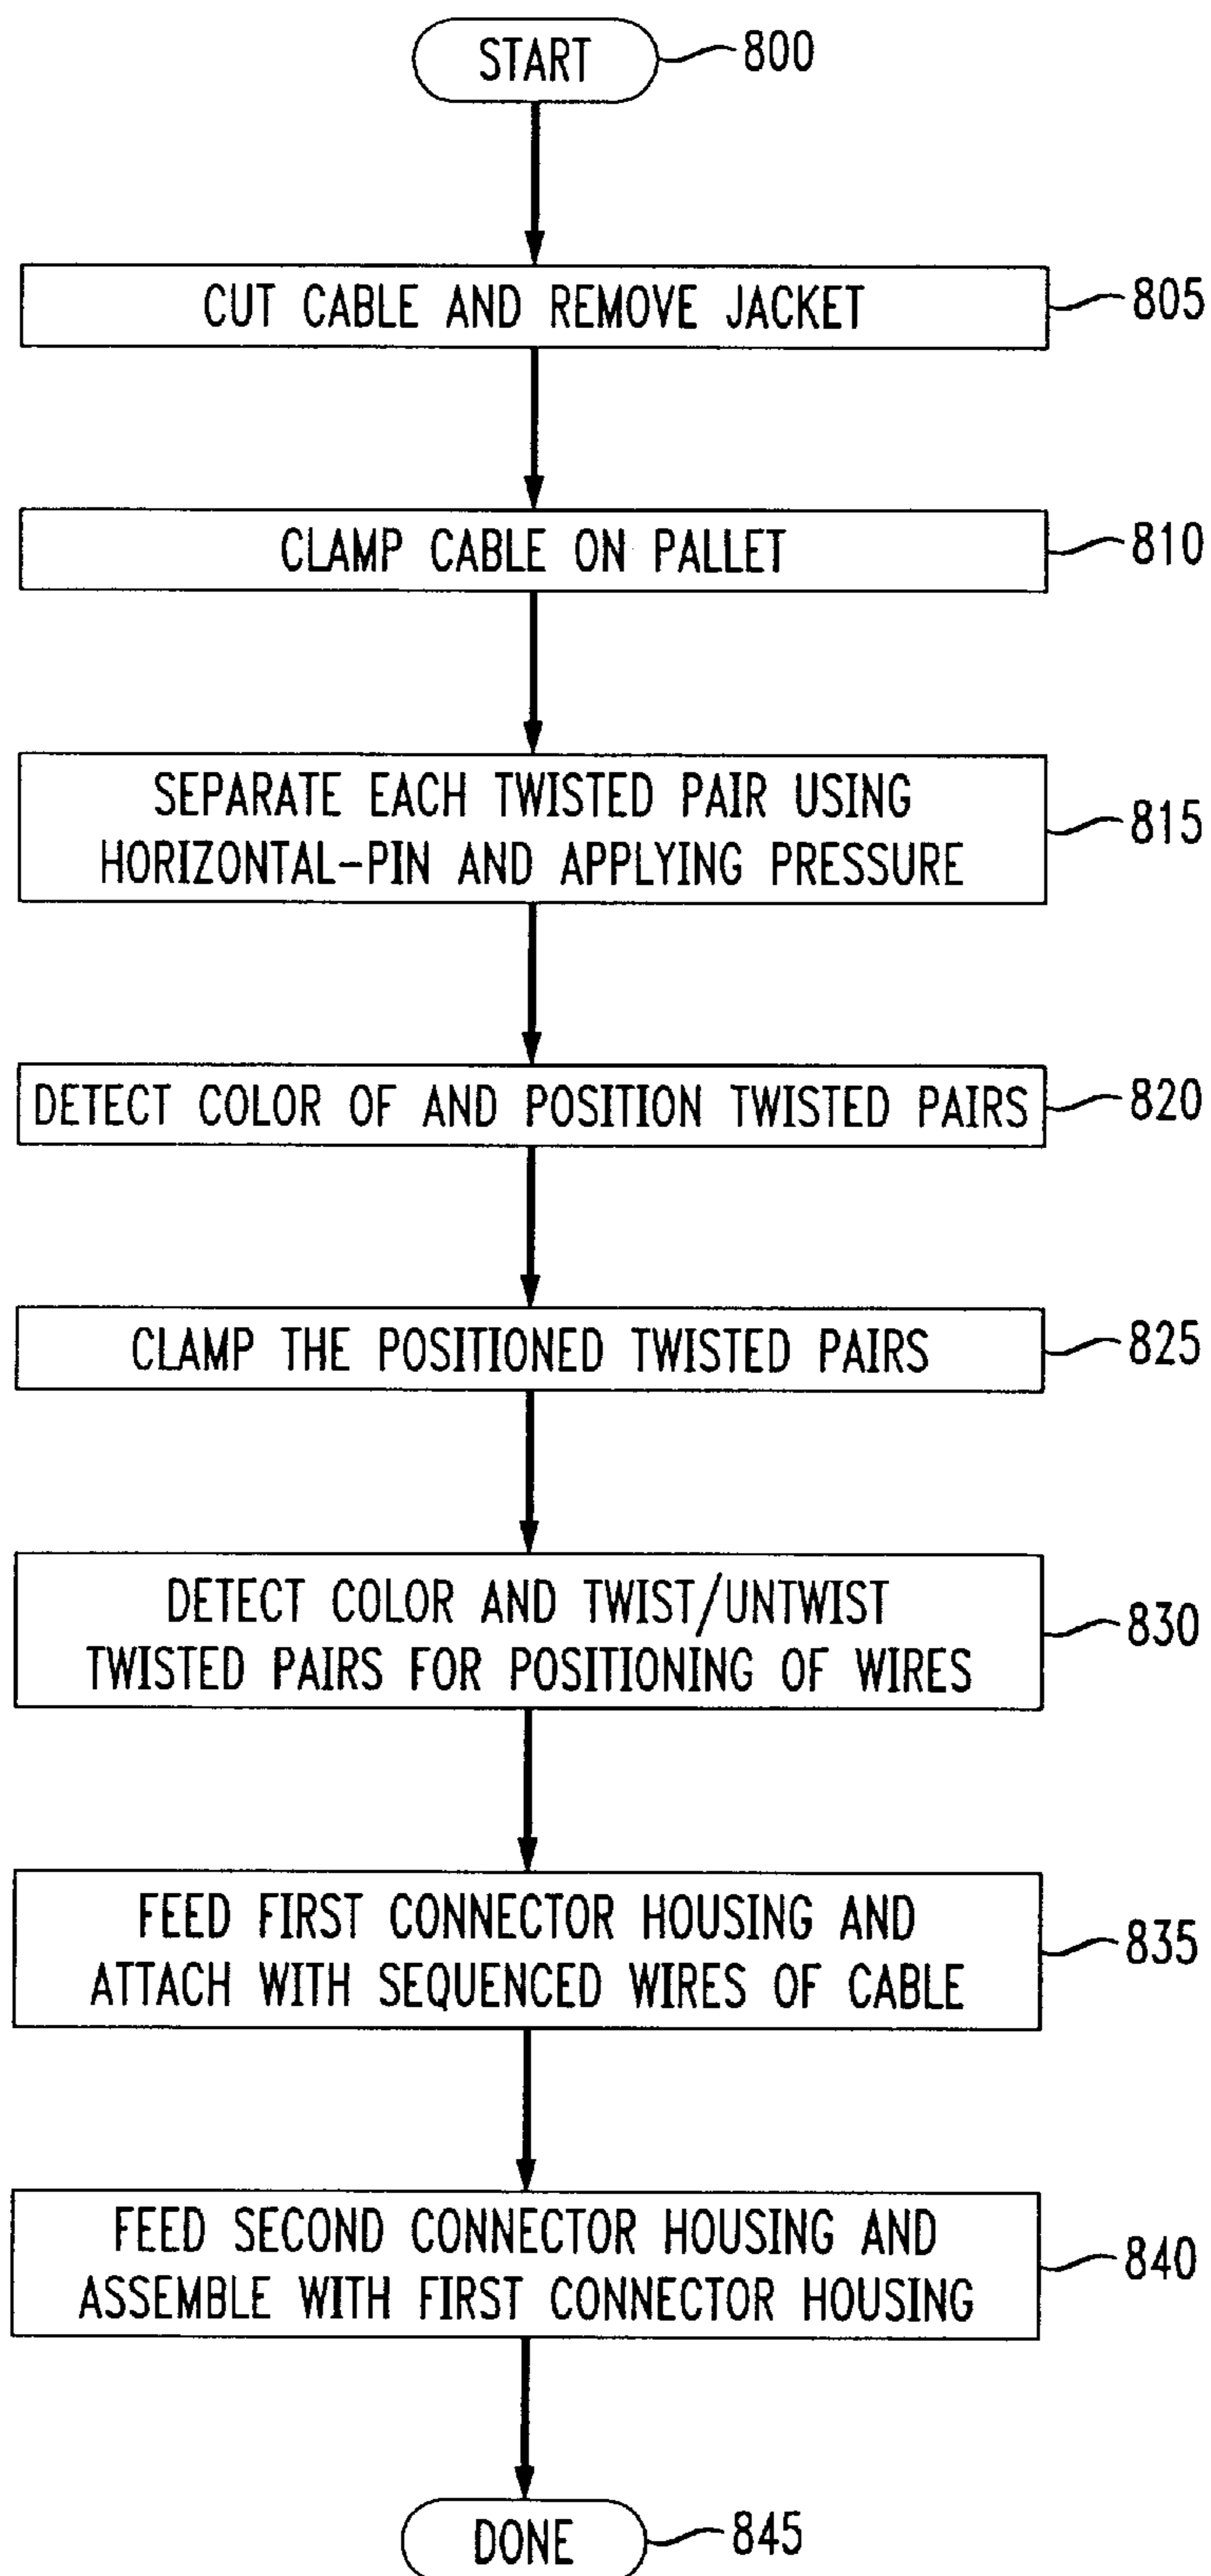 START
800
CUT CABLE AND REMOVE JACKET
805
CLAMP CABLE ON PALLET
810
SEPARATE EACH TWISTED PAIR USING
HORIZONTAL-PIN AND APPLYING PRESSURE
815
DETECT COLOR OF AND POSITION TWISTED PAIRS
820
CLAMP THE POSITIONED TWISTED PAIRS
825
DETECT COLOR AND TWIST/UNTWIST
TWISTED PAIRS FOR POSITIONING OF WIRES
830
FEED FIRST CONNECTOR HOUSING AND
ATTACH WITH SEQUENCED WIRES OF CABLE
835
FEED SECOND CONNECTOR HOUSING AND
ASSEMBLE WITH FIRST CONNECTOR HOUSING
840
DONE
845